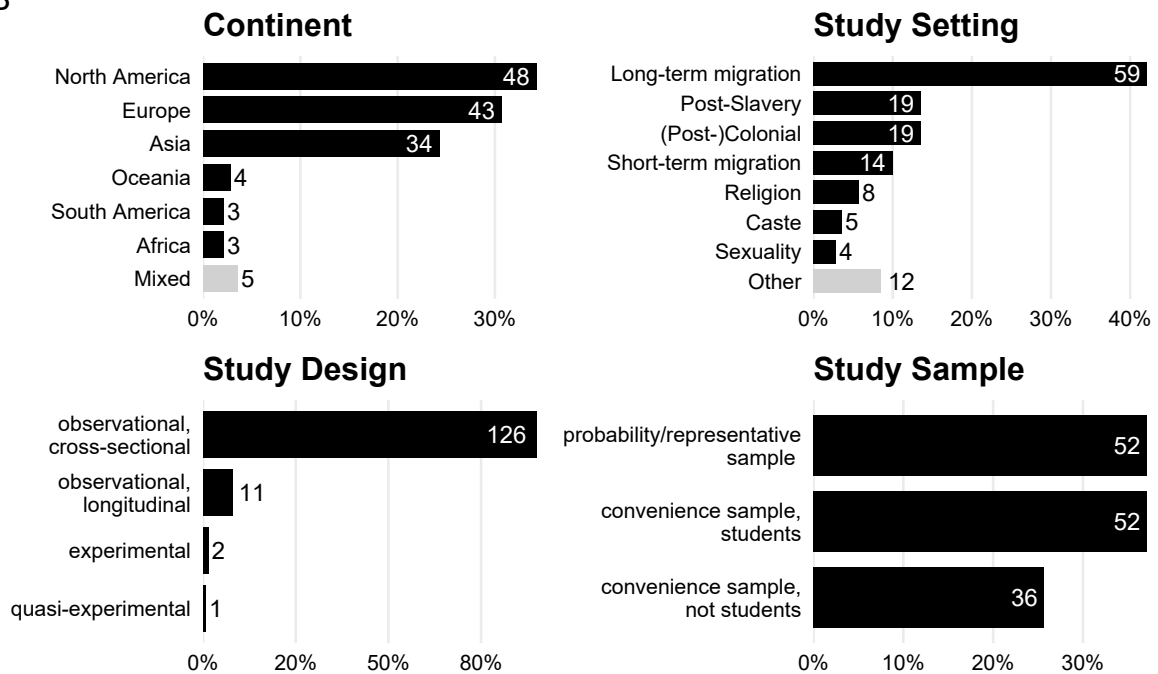 Continent
North America 48
Europe 43
Asia 34
Oceania 4
South America 3
Africa 3
Mixed 5
0% 10% 20% 30%
Study Setting
Long-term migration 59
Post-Slavery 19
(Post-)Colonial 19
Short-term migration 14
Religion 8
Caste 5
Sexuality 4
Other 12
0% 10% 20% 30% 40%
Study Design
observational,
cross-sectional 126
observational,
longitudinal 11
experimental 2
quasi-experimental 1
0% 20% 50% 80%
Study Sample
probability/representative
sample 52
convenience sample,
students 52
convenience sample,
not students 36
0% 10% 20% 30%